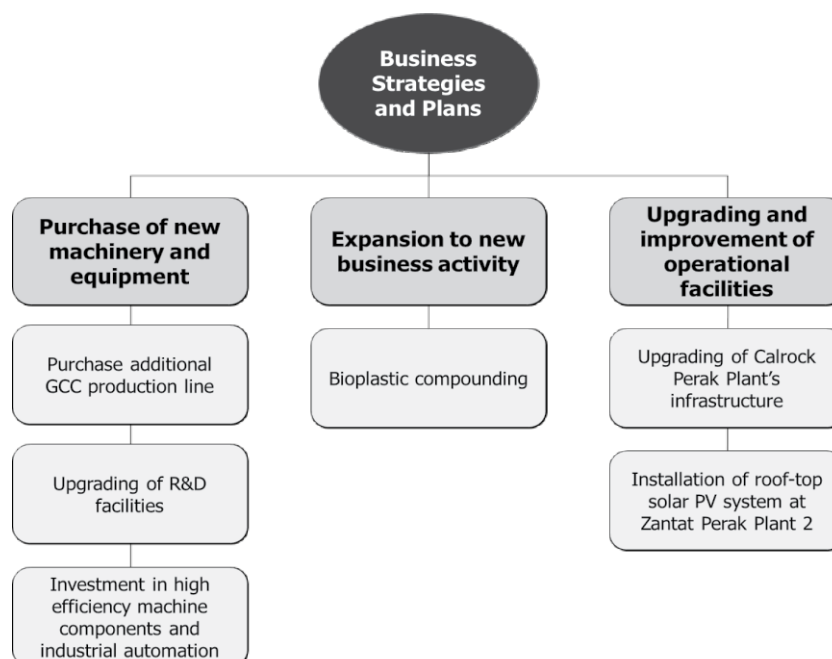 Business
Strategies
and Plans
Purchase of new
machinery and
equipment
Purchase additional
GCC production line
Upgrading of R&D
facilities
Investment in high
efficiency machine
components and
industrial automation
Expansion to new
business activity
Bioplastic compounding
Upgrading and
improvement of
operational
facilities
Upgrading of Calrock
Perak Plant’s
infrastructure
Installation of roof-top
solar PV system at
Zantat Perak Plant 2